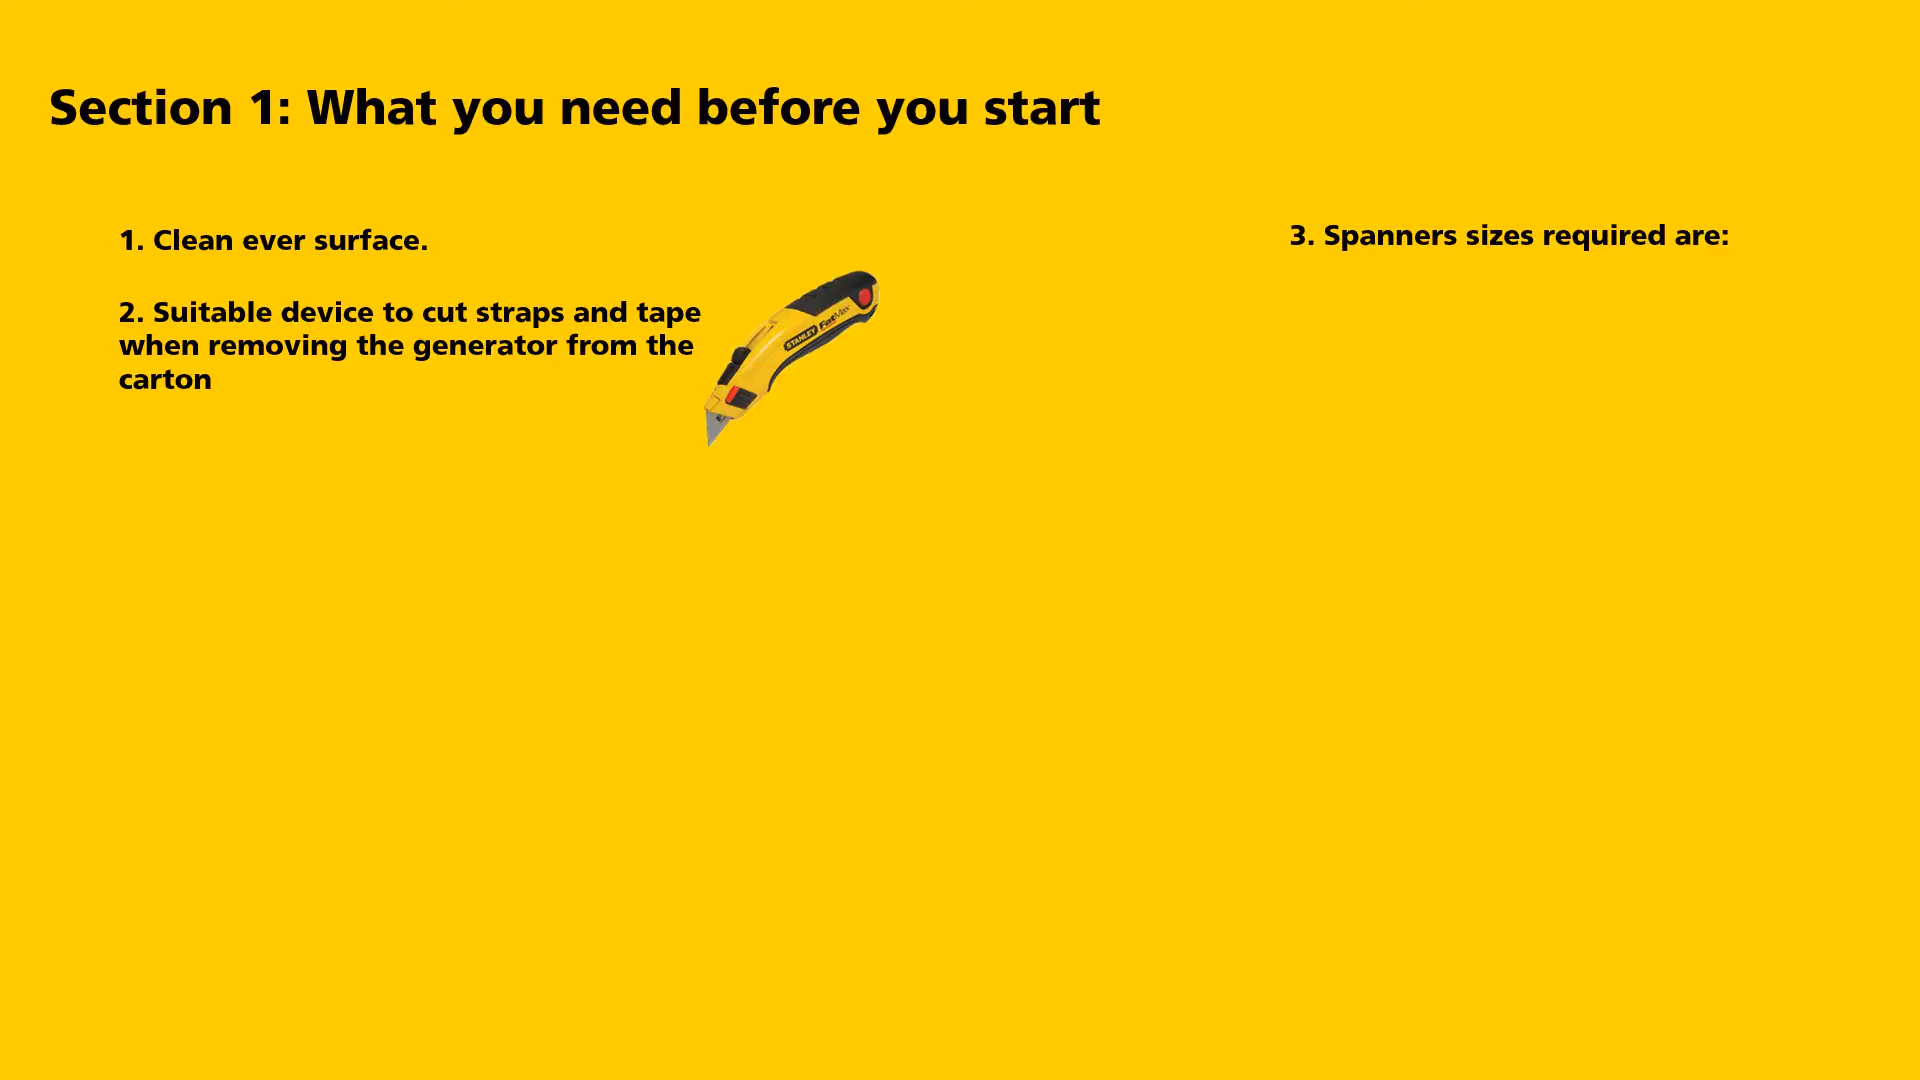 Section 1: What you need before you start
1. Clean ever surface.
2. Suitable device to cut straps and tape
when removing the generator from the
carton
STANLEY FatMax
3. Spanners sizes required are: